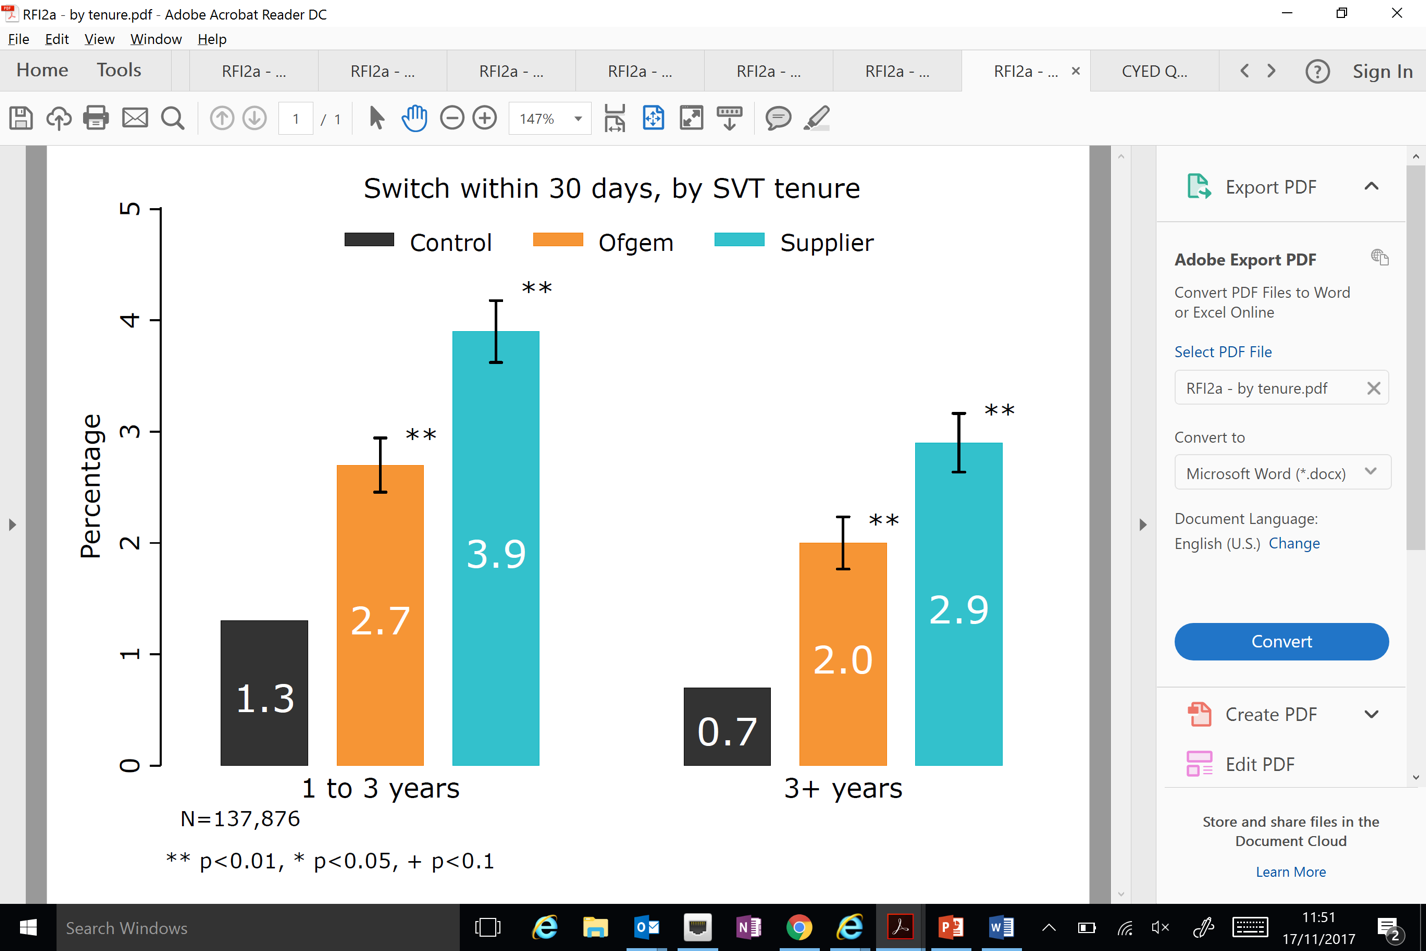 RFI2a - by tenure.pdf - Adobe Acrobat Reader DC
File Edit View Window Help
Home Tools RFI2a - ... RFI2a - ... RFI2a - ... RFI2a - ... RFI2a - ... RFI2a - ... RFI2a - ... × CYED Q... ? Sign In
1 / 1 147%
Switch within 30 days, by SVT tenure
Control Ofgem Supplier
Percentage
5
4
3
2
1
0
**
**
**
**
1.3
2.7
3.9
0.7
2.0
2.9
1 to 3 years
3+ years
N=137,876
** p<0.01, * p<0.05, + p<0.1
Export PDF
Adobe Export PDF
Convert PDF Files to Word
or Excel Online
Select PDF File
RFI2a - by tenure.pdf
Convert to
Microsoft Word (*.docx)
Document Language:
English (U.S.) Change
Convert
Create PDF
Edit PDF
Store and share files in the
Document Cloud
Learn More
Search Windows
11:51
17/11/2017
2